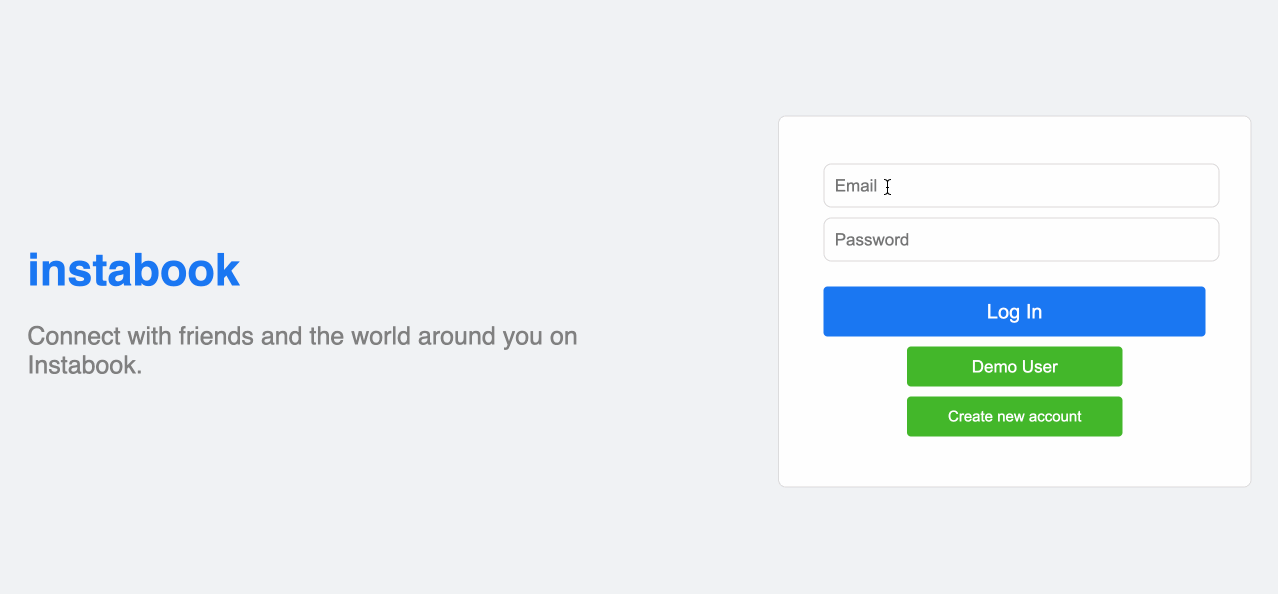 instabook
Connect with friends and the world around you on
Instabook.
Email
Password
Log In
Demo User
Create new account